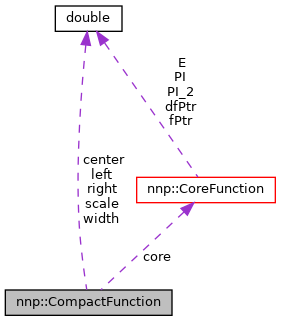 double
E
PI
PI_2
dfPtr
fPtr
center
left
right
scale
width
nnp::CoreFunction
core
nnp::CompactFunction